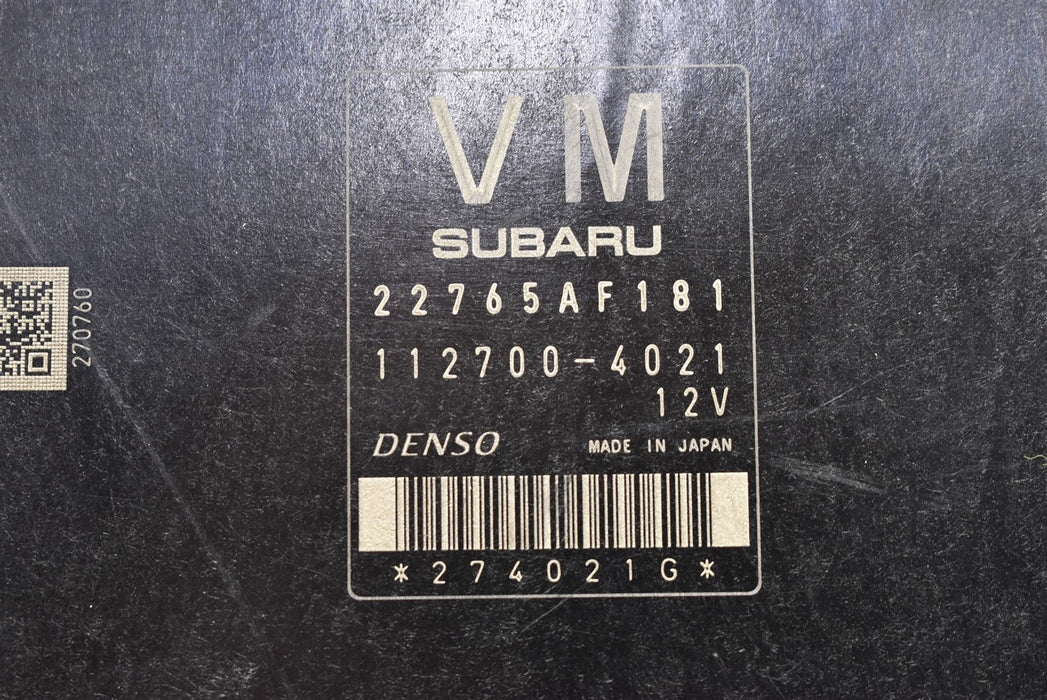 VM
SUBARU
22765AF181
112700-4021
12V
DENSO MADE IN JAPAN
*274021G*
270760